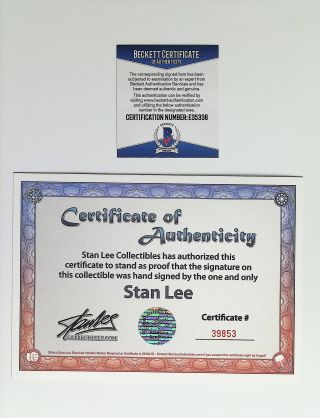 BECKETT CERTIFICATE
OF AUTHENTICITY
The corresponding signed item has been
subjected to examination by an expert from
Beckett Authentication Services and has
been deemed authentic and genuine.
This authentication can be verified by
visiting www.beckett-authentication.com and
utilizing the below authentication number
in the designated area.
CERTIFICATION NUMBER:E05336
BECKETT
B
Certificate of
Authenticity
Stan Lee Collectibles has authorized this
certificate to stand as proof that the signature on
this collectible was hand signed by the one and only
Stan Lee
Certificate #
39853